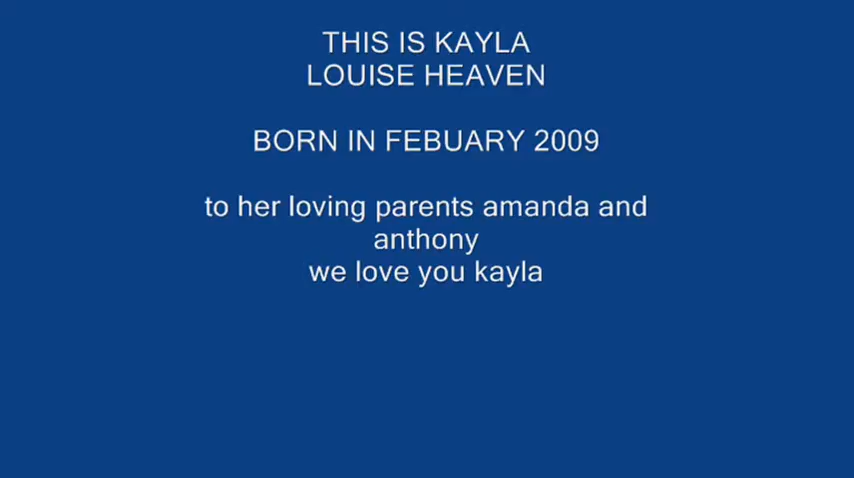 THIS IS KAYLA
LOUISE HEAVEN
BORN IN FEBUARY 2009
to her loving parents amanda and
anthony
we love you kayla